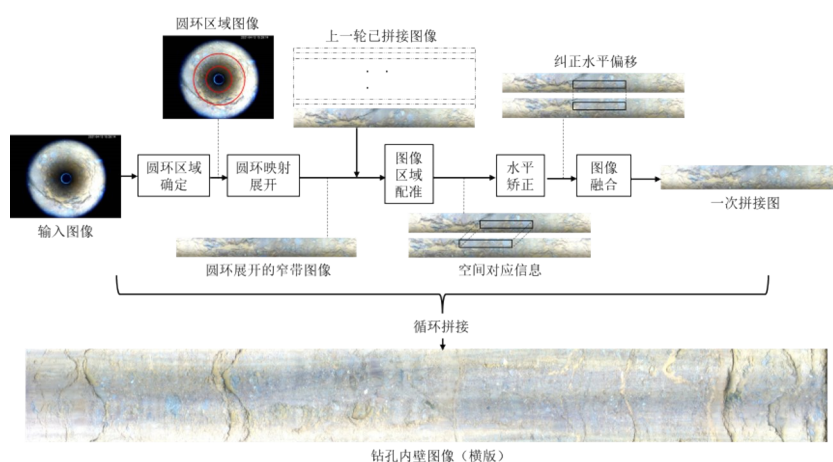 圆环区域图像
上一轮已拼接图像
纠正水平偏移
圆环区域
确定
圆环映射
展开
图像
区域
配准
水平
矫正
图像
融合
输入图像
一次拼接图
圆环展开的窄带图像
空间对应信息
循环拼接
钻孔内壁图像（横版）